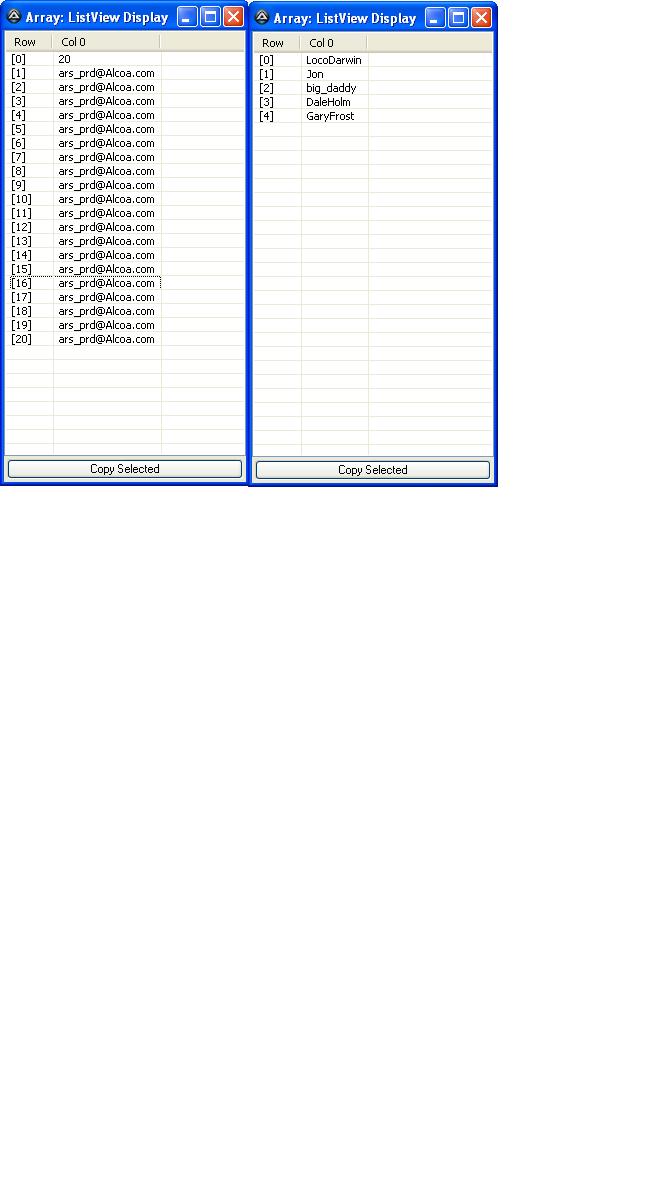 Array: ListView Display
Row Col 0
[0] 20
[1] ars_prd@Alcoa.com
[2] ars_prd@Alcoa.com
[3] ars_prd@Alcoa.com
[4] ars_prd@Alcoa.com
[5] ars_prd@Alcoa.com
[6] ars_prd@Alcoa.com
[7] ars_prd@Alcoa.com
[8] ars_prd@Alcoa.com
[9] ars_prd@Alcoa.com
[10] ars_prd@Alcoa.com
[11] ars_prd@Alcoa.com
[12] ars_prd@Alcoa.com
[13] ars_prd@Alcoa.com
[14] ars_prd@Alcoa.com
[15] ars_prd@Alcoa.com
[16] ars_prd@Alcoa.com
[17] ars_prd@Alcoa.com
[18] ars_prd@Alcoa.com
[19] ars_prd@Alcoa.com
[20] ars_prd@Alcoa.com
Copy Selected
Array: ListView Display
Row Col 0
[0] LocoDarwin
[1] Jon
[2] big_daddy
[3] DaleHolm
[4] GaryFrost
Copy Selected